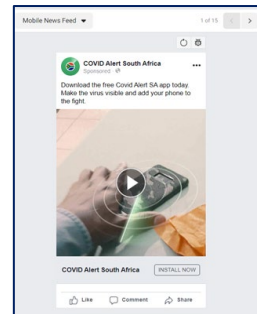 Mobile News Feed
1 of 15
COVID Alert South Africa
Sponsored
Download the free Covid Alert SA app today.
Make the virus visible and add your phone to
the fight.
COVID Alert South Africa
INSTALL NOW
Like
Comment
Share